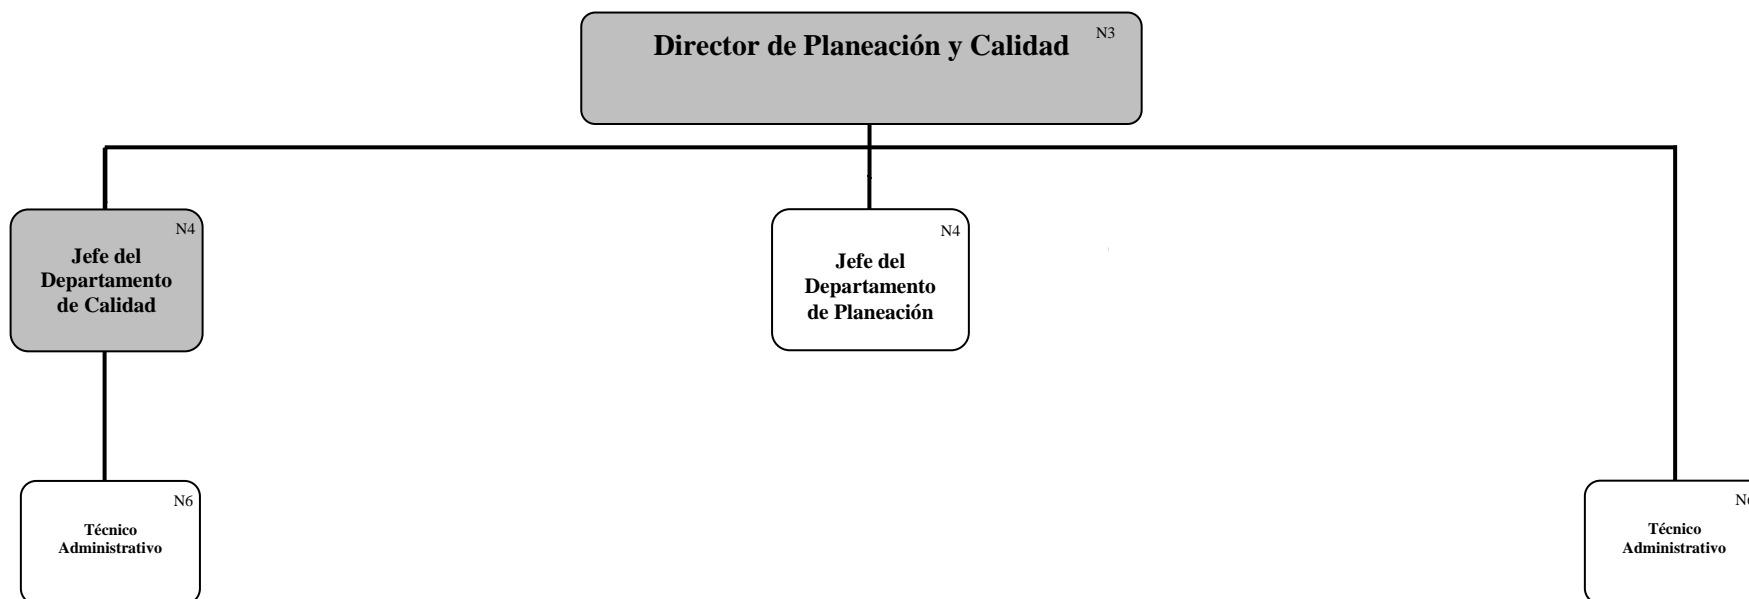 Director de Planeación y Calidad N3
N4
Jefe del
Departamento
de Calidad
N4
Jefe del
Departamento
de Planeación
N6
Técnico
Administrativo
Técnico
Administrativo